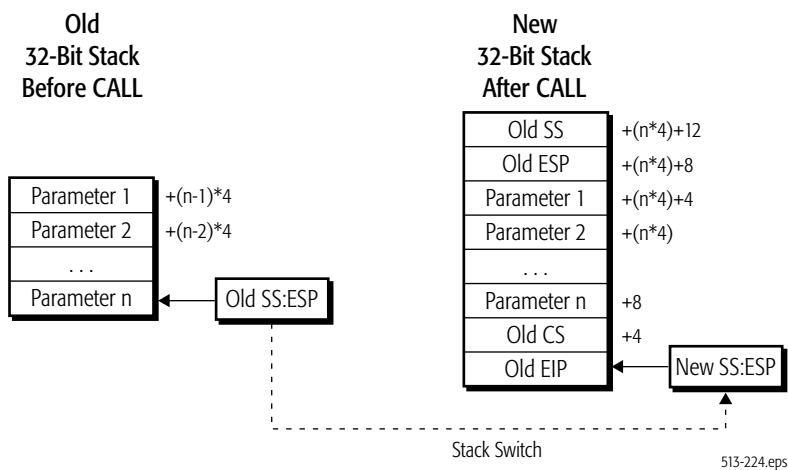 Old
32-Bit Stack
Before CALL
New
32-Bit Stack
After CALL
Old SS +(n*4)+12
Old ESP +(n*4)+8
Parameter 1 +(n-1)*4 Parameter 1 +(n*4)+4
Parameter 2 +(n-2)*4 Parameter 2 +(n*4)
. . . . . .
Parameter n Old SS:ESP Parameter n +8
Old CS +4
Old EIP New SS:ESP
Stack Switch
513-224.eps